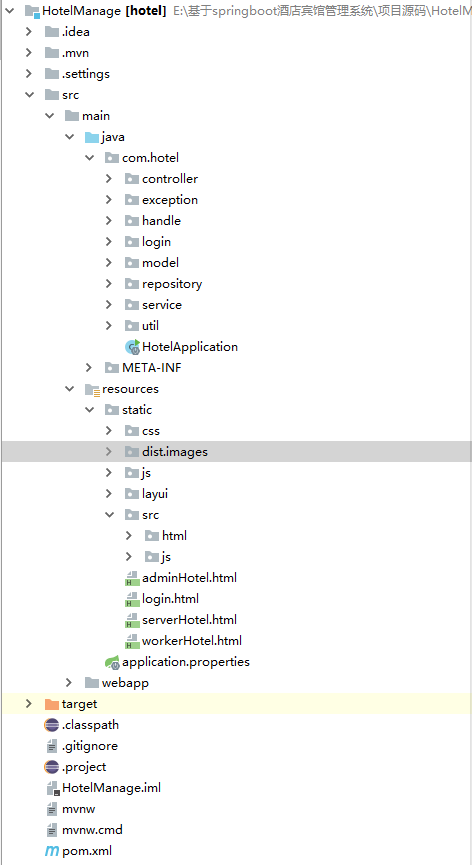 HotelManage [hotel] E:\基于springboot酒店宾馆管理系统\项目源码\HotelM
.idea
.mvn
.settings
src
main
java
com.hotel
controller
exception
handle
login
model
repository
service
util
HotelApplication
META-INF
resources
static
css
dist.images
js
layui
src
html
js
adminHotel.html
login.html
serverHotel.html
workerHotel.html
application.properties
webapp
target
.classpath
.gitignore
.project
HotelManage.iml
mvnw
mvnw.cmd
pom.xml